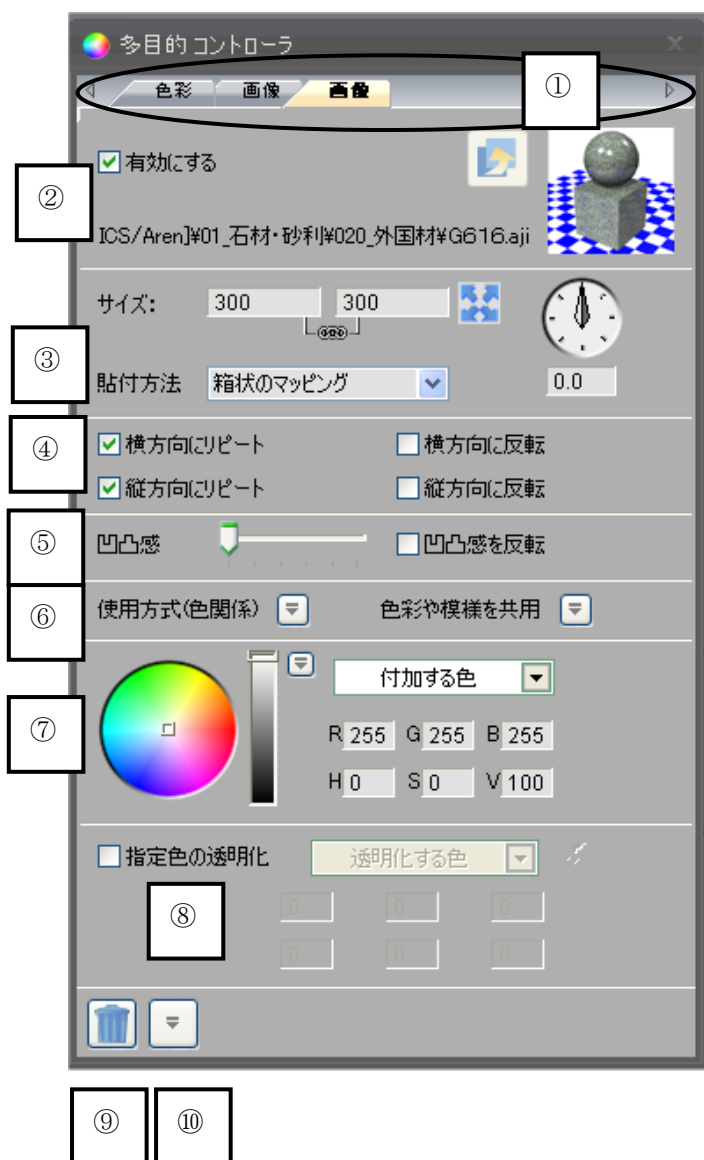 多目的 コントローラ x
①
色彩 画像 画像
② 有効にする
ICS/Aren]¥01_石材・砂利¥020_外国材¥G616.aji
サイズ: 300 300
③ 貼付方法 箱状のマッピング 0.0
④ 横方向にリピート 横方向に反転
縦方向にリピート 縦方向に反転
⑤ 凹凸感 凹凸感を反転
⑥ 使用方式(色関係) 色彩や模様を共用
付加する色
⑦ R 255 G 255 B 255
H 0 S 0 V 100
指定色の透明化 透明化する色
⑧ 0 0 0
0 0 0
⑨ ⑩